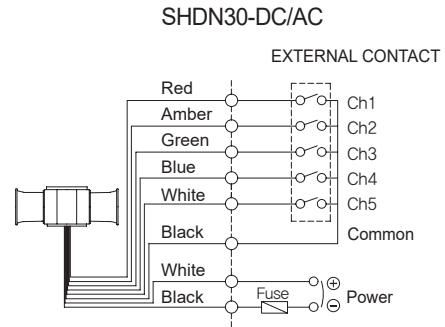 SHDN30-DC/AC
EXTERNAL CONTACT
Red Ch1
Amber Ch2
Green Ch3
Blue Ch4
White Ch5
Black Common
White ⊕
Black Fuse ⊖ Power